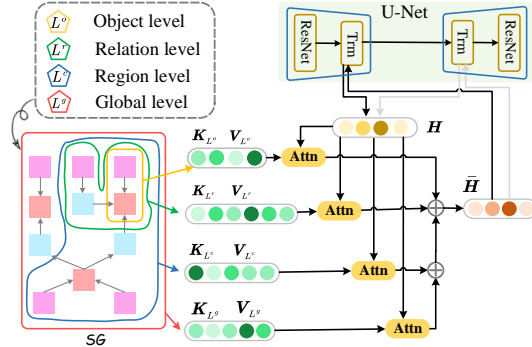 L^o Object level
L^r Relation level
L^c Region level
L^g Global level
U-Net
ResNet
Trm
Trm
ResNet
K_{L^o} V_{L^o}
Attn
H
K_{L^r} V_{L^r}
Attn
H̄
K_{L^c} V_{L^c}
Attn
K_{L^g} V_{L^g}
Attn
SG